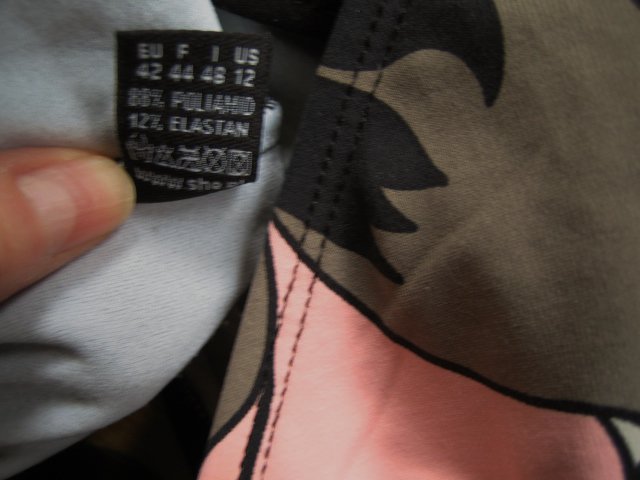 EU F I US
42 44 48 12
88% POLIAMID
12% ELASTAN